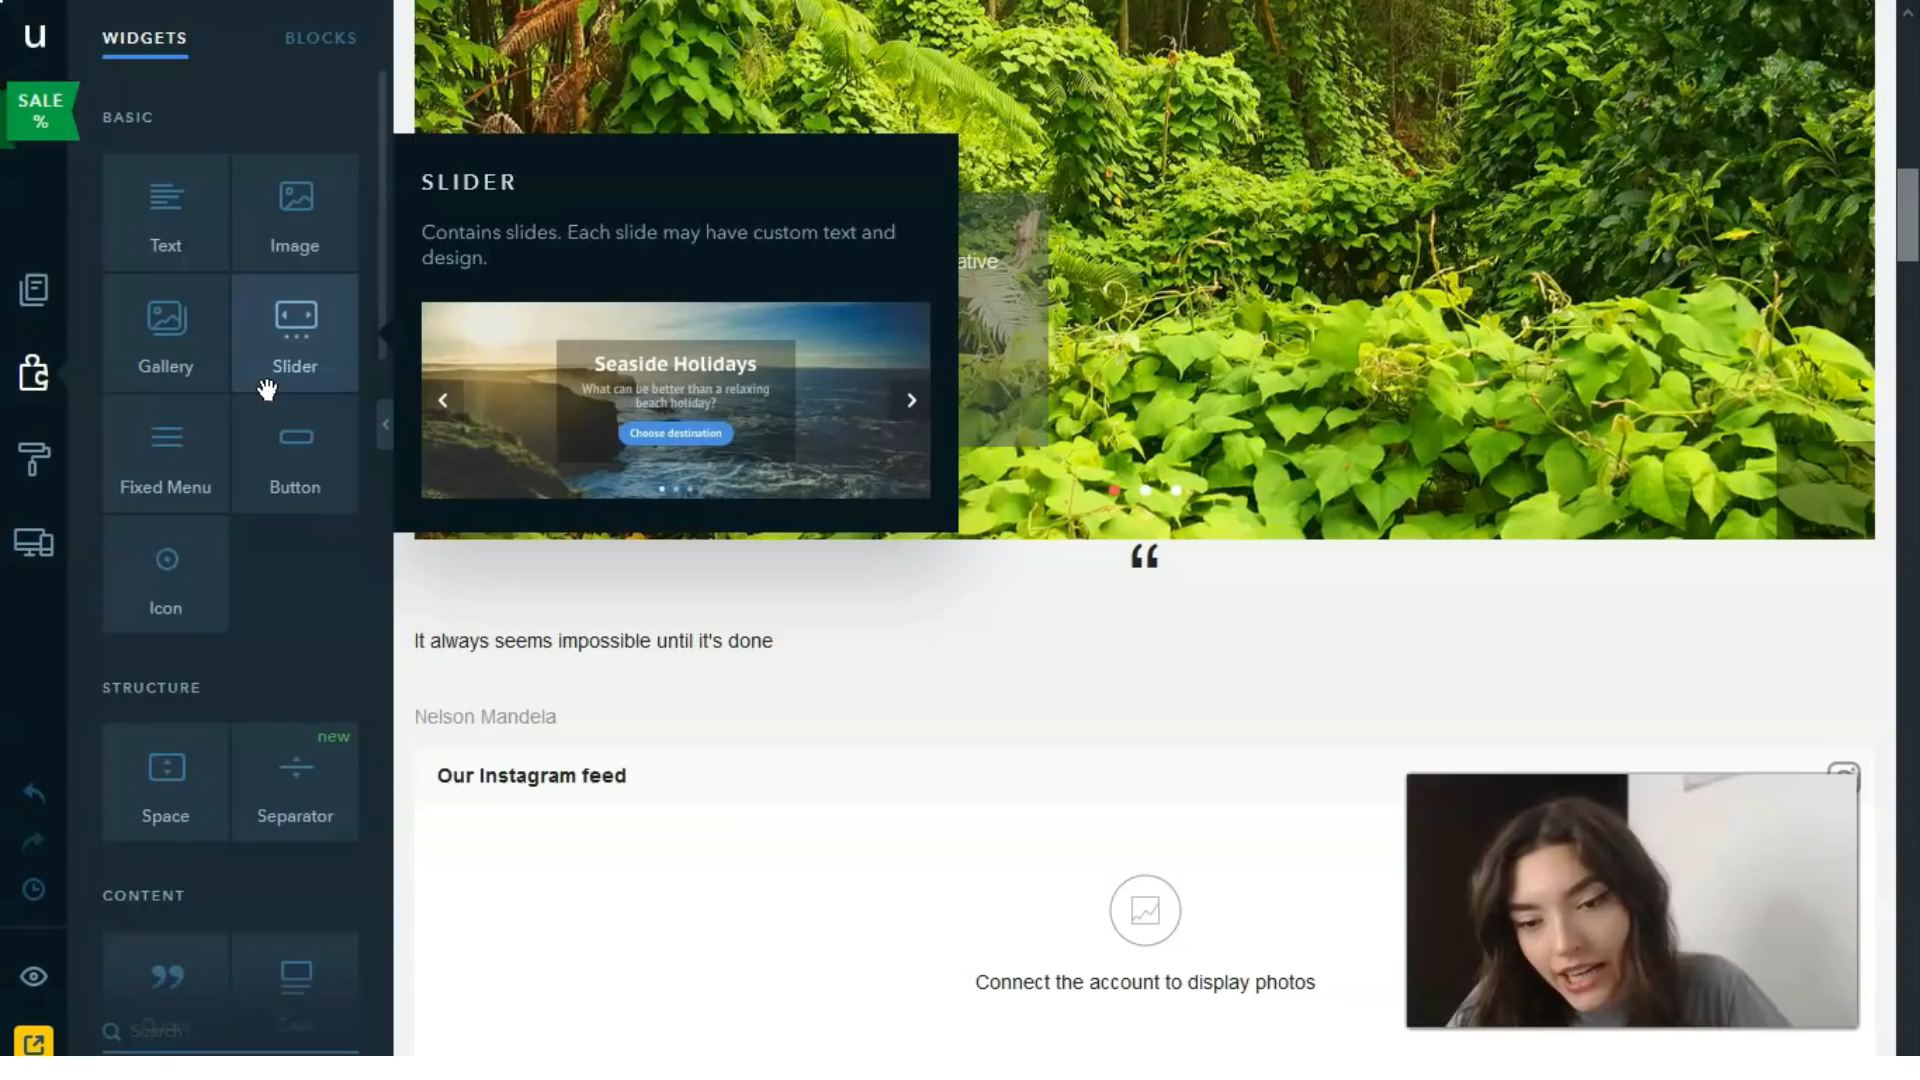 u
WIDGETS
BLOCKS
SALE
%
BASIC
Text
Image
Gallery
Slider
Fixed Menu
Button
Icon
STRUCTURE
new
Space
Separator
CONTENT
Search
SLIDER
Contains slides. Each slide may have custom text and
design.
Seaside Holidays
What can be better than a relaxing
beach holiday?
Choose destination
ative
“
It always seems impossible until it's done
Nelson Mandela
Our Instagram feed
Connect the account to display photos